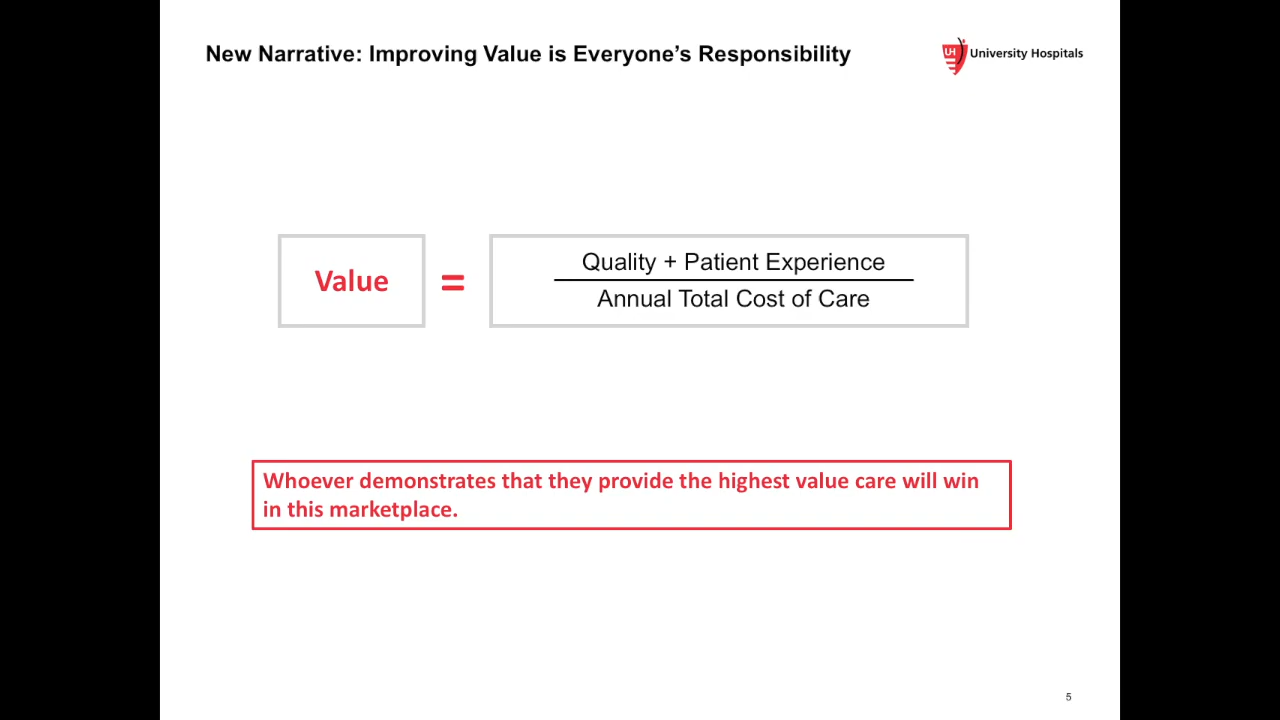 New Narrative: Improving Value is Everyone’s Responsibility
UH University Hospitals
Value = Quality + Patient Experience
Annual Total Cost of Care
Whoever demonstrates that they provide the highest value care will win
in this marketplace.
5